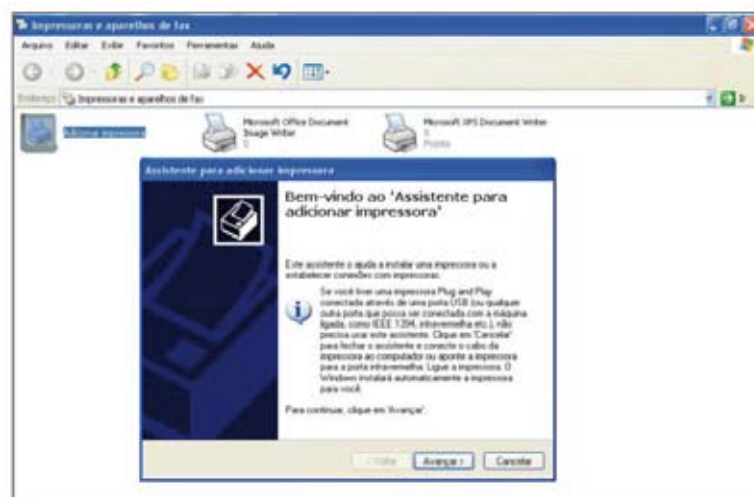 Impressoras e aparelhos de fax
Arquivo Editar Exibir Favoritos Ferramentas Ajuda
Endereço Impressoras e aparelhos de fax
Adicionar impressora
Microsoft Office Document
Image Writer
0
Microsoft XPS Document Writer
0
Pronto
Assistente para adicionar impressora
Bem-vindo ao 'Assistente para
adicionar impressora'
Este assistente o ajuda a instalar uma impressora ou a
estabelecer conexões com impressoras.
Se você tiver uma impressora Plug and Play
conectada através de uma porta USB (ou qualquer
outra porta que possa ser conectada com a máquina
ligada, como IEEE 1394, infravermelha etc.), não
precisa usar este assistente. Clique em 'Cancelar'
para fechar o assistente e conecte o cabo da
impressora ao computador ou aponte a impressora
para a porta infravermelha. Ligue a impressora. O
Windows instalará automaticamente a impressora
para você.
Para continuar, clique em 'Avançar'.
< Voltar Avançar > Cancelar